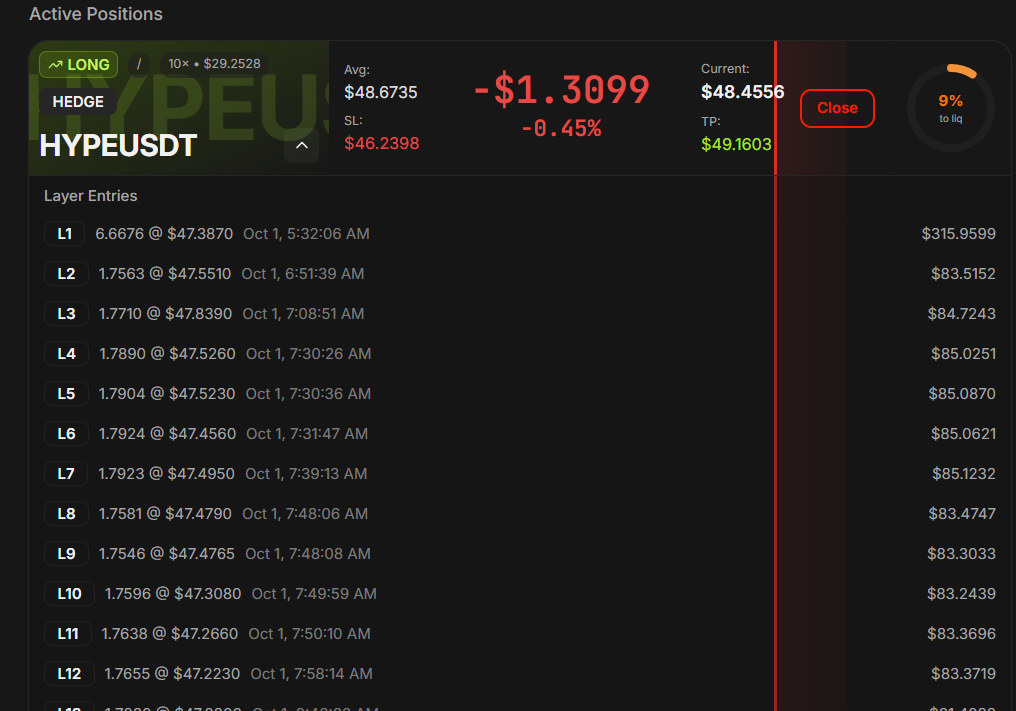 Active Positions
LONG / 10× • $29.2528
HEDGE
HYPEUS
HYPEUSDT
Avg:
$48.6735
SL:
$46.2398
-$1.3099
-0.45%
Current:
$48.4556
TP:
$49.1603
Close
9%
to liq
Layer Entries
L1 6.6676 @ $47.3870 Oct 1, 5:32:06 AM $315.9599
L2 1.7563 @ $47.5510 Oct 1, 6:51:39 AM $83.5152
L3 1.7710 @ $47.8390 Oct 1, 7:08:51 AM $84.7243
L4 1.7890 @ $47.5260 Oct 1, 7:30:26 AM $85.0251
L5 1.7904 @ $47.5230 Oct 1, 7:30:36 AM $85.0870
L6 1.7924 @ $47.4560 Oct 1, 7:31:47 AM $85.0621
L7 1.7923 @ $47.4950 Oct 1, 7:39:13 AM $85.1232
L8 1.7581 @ $47.4790 Oct 1, 7:48:06 AM $83.4747
L9 1.7546 @ $47.4765 Oct 1, 7:48:08 AM $83.3033
L10 1.7596 @ $47.3080 Oct 1, 7:49:59 AM $83.2439
L11 1.7638 @ $47.2660 Oct 1, 7:50:10 AM $83.3696
L12 1.7655 @ $47.2230 Oct 1, 7:58:14 AM $83.3719